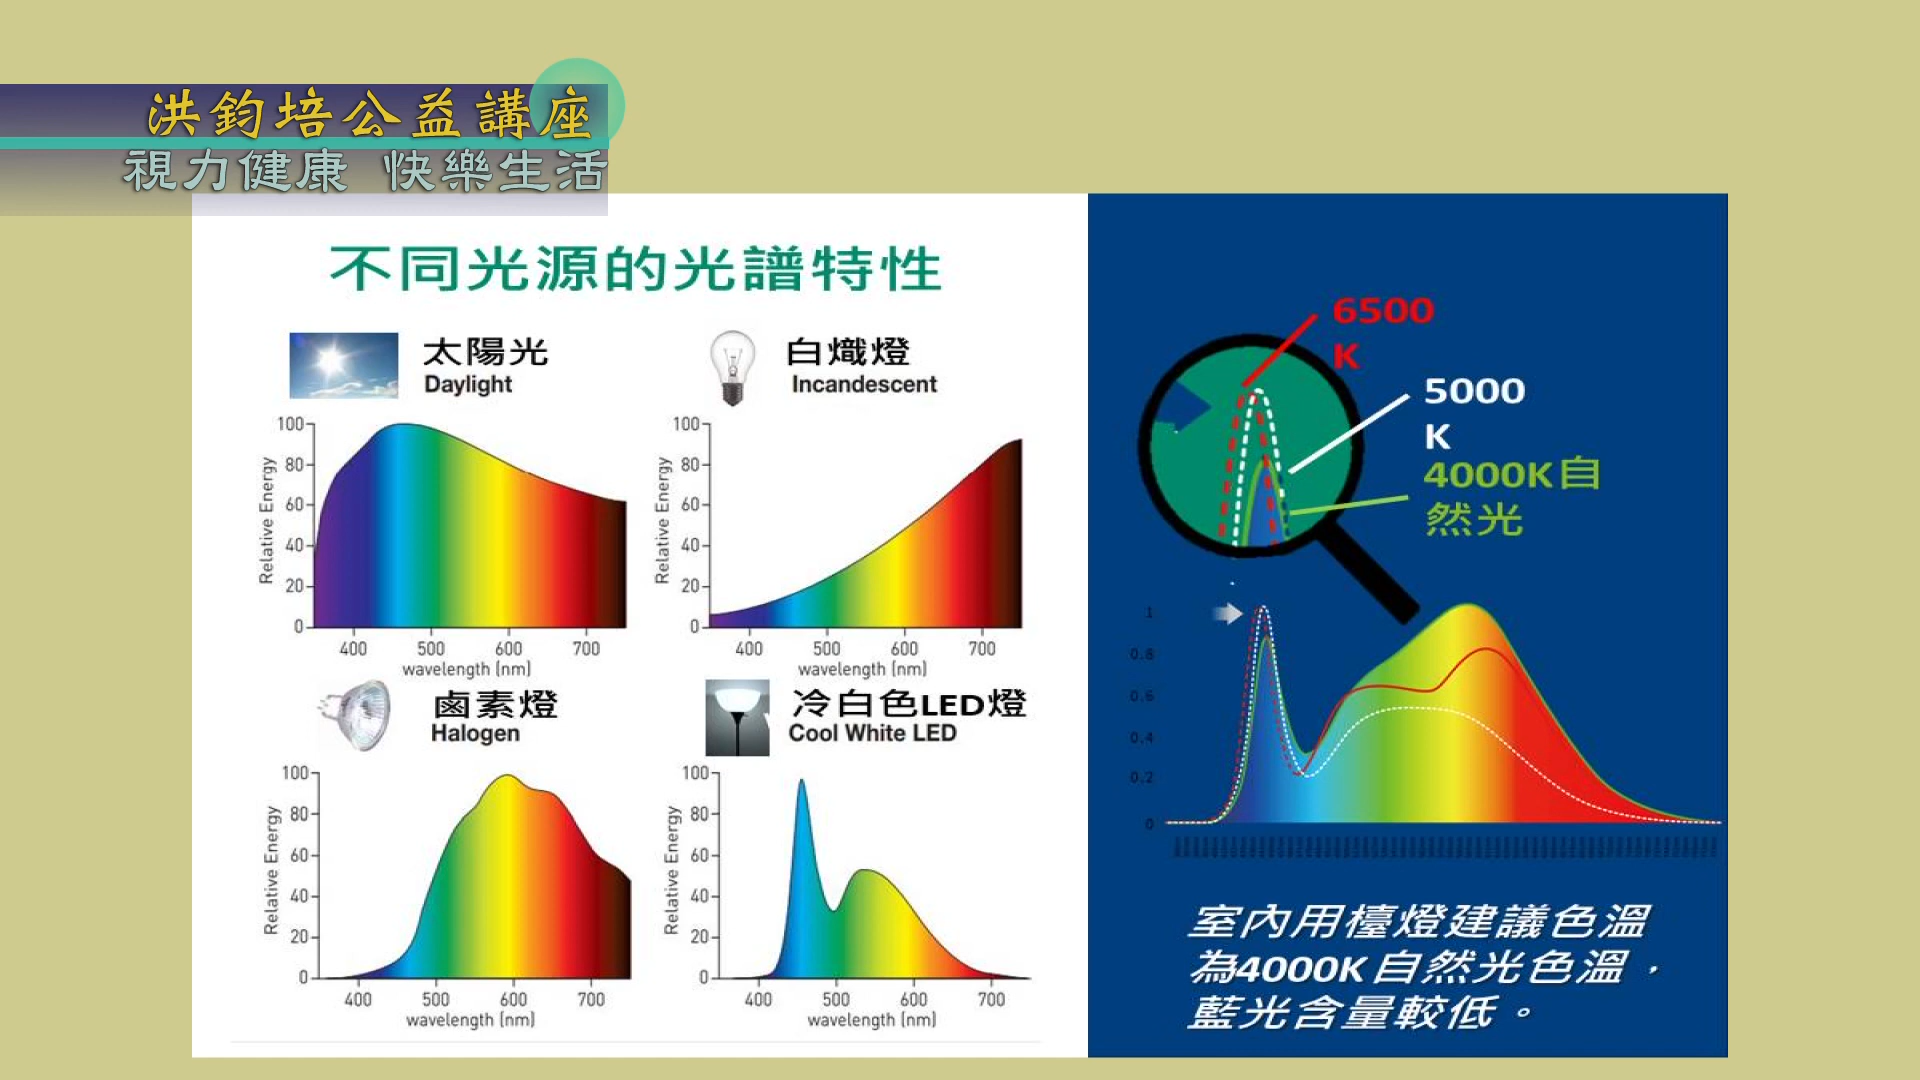 洪鈞培公益講座
視力健康 快樂生活
不同光源的光譜特性
太陽光
Daylight
100
80
60
40
20
0
Relative Energy
400 500 600 700
wavelength (nm)
白熾燈
Incandescent
100
80
60
40
20
0
Relative Energy
400 500 600 700
wavelength (nm)
鹵素燈
Halogen
100
80
60
40
20
0
Relative Energy
400 500 600 700
wavelength (nm)
冷白色LED燈
Cool White LED
100
80
60
40
20
0
Relative Energy
400 500 600 700
wavelength (nm)
6500
K
5000
K
4000K自
然光
1
0.8
0.6
0.4
0.2
0
室內用檯燈建議色溫
為4000K自然光色溫，
藍光含量較低。